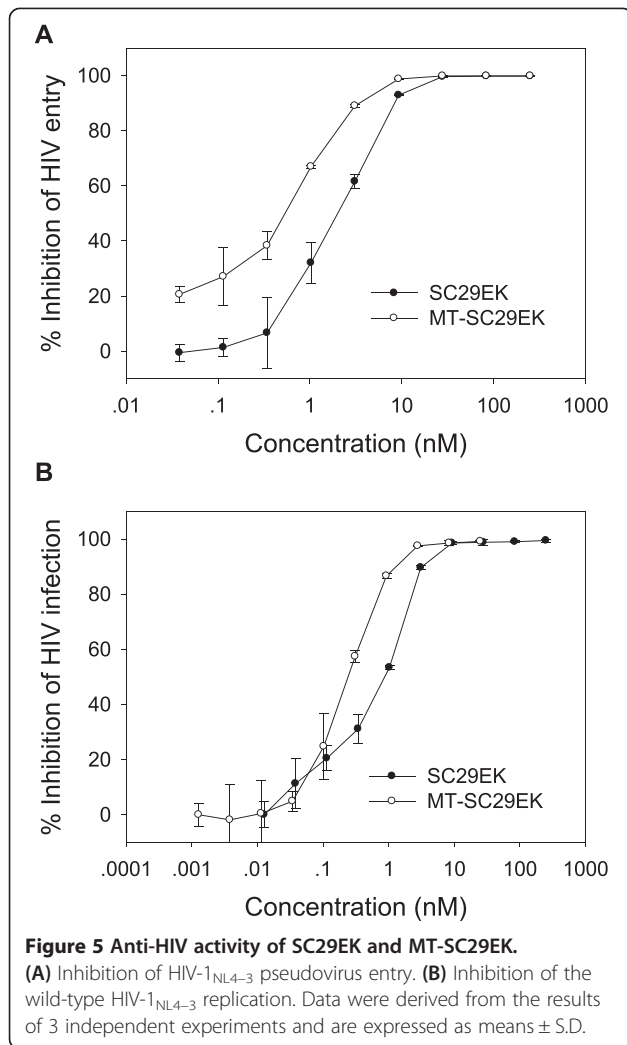 A
% Inhibition of HIV entry
100
80
60
40
20
0
SC29EK
MT-SC29EK
.01 .1 1 10 100 1000
Concentration (nM)
B
% Inhibition of HIV infection
100
80
60
40
20
0
SC29EK
MT-SC29EK
.0001 .001 .01 .1 1 10 100 1000
Concentration (nM)
Figure 5 Anti-HIV activity of SC29EK and MT-SC29EK.
(A) Inhibition of HIV-1NL4–3 pseudovirus entry. (B) Inhibition of the
wild-type HIV-1NL4–3 replication. Data were derived from the results
of 3 independent experiments and are expressed as means ± S.D.